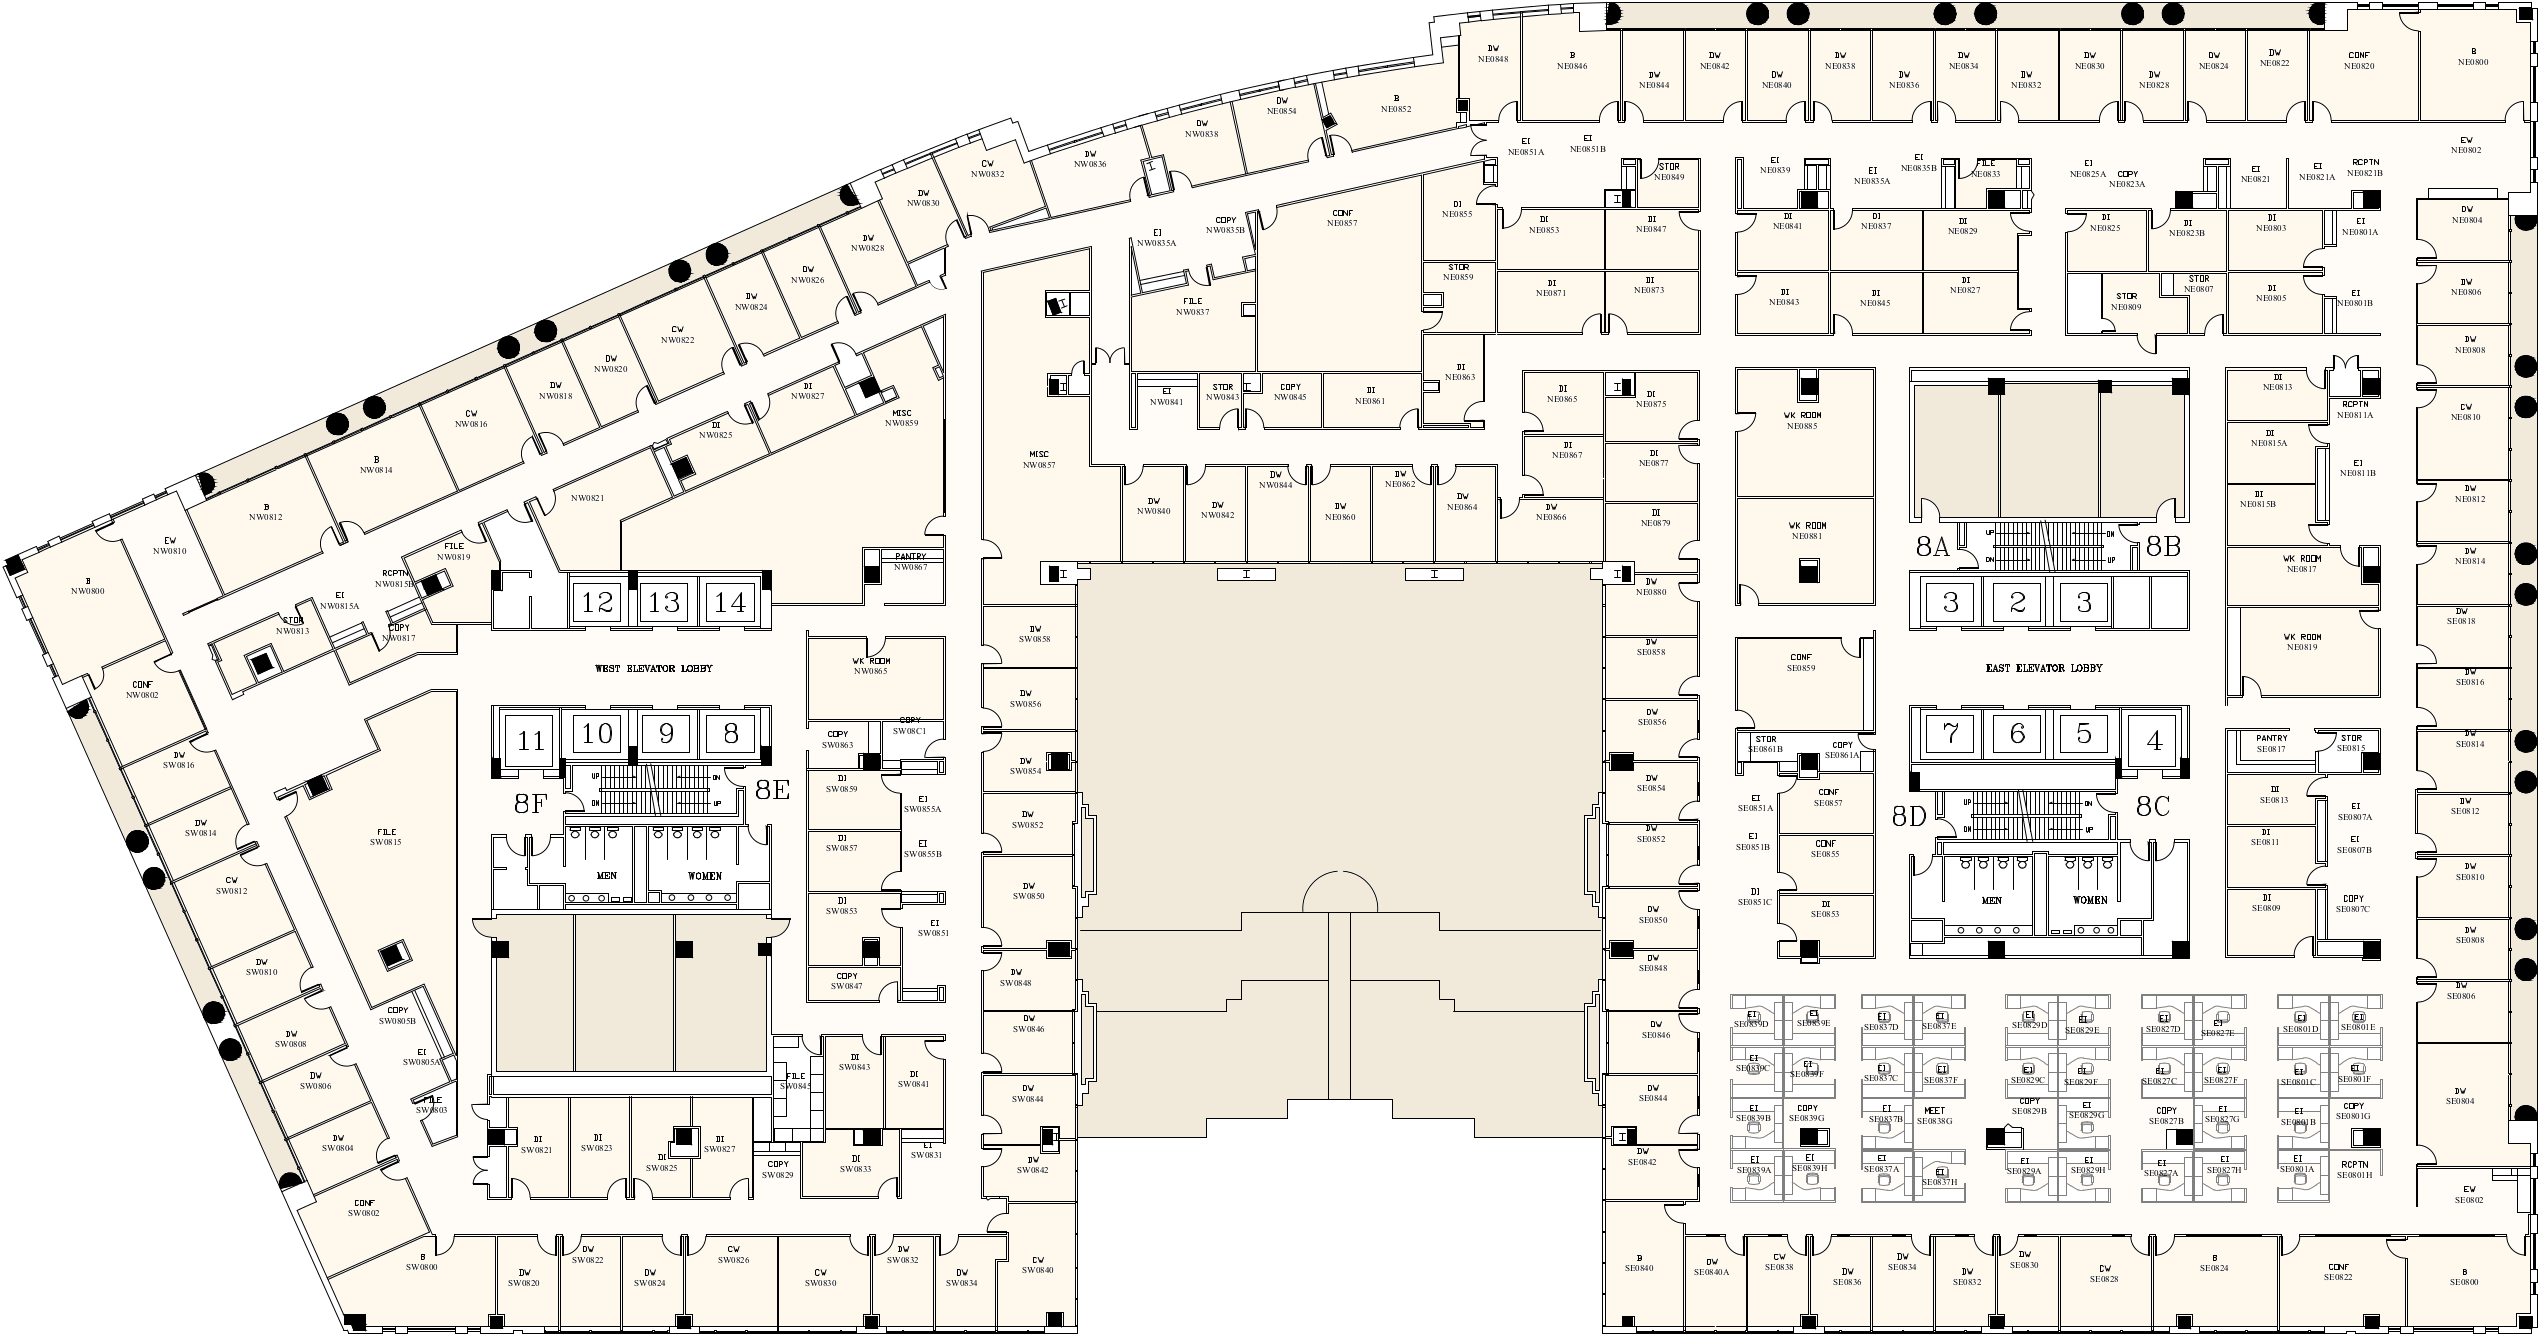 DW
NE0848
B
NE0846
DW
NE0844
DW
NE0842
DW
NE0840
DW
NE0838
DW
NE0836
DW
NE0834
DW
NE0832
DW
NE0830
DW
NE0828
DW
NE0824
DW
NE0822
CONF
NE0820
B
NE0800
B
NE0852
DW
NE0854
DW
NW0838
DW
NW0836
CW
NW0832
DW
NW0830
DW
NW0828
DW
NW0826
DW
NW0824
CW
NW0822
DW
NW0820
DW
NW0818
CW
NW0816
B
NW0814
B
NW0812
EW
NW0810
B
NW0800
CONF
NW0802
EI
NE0851A
EI
NE0851B
STOR
NE0849
EI
NE0839
EI
NE0835A
EI
NE0835B
FILE
NE0833
EI
NE0825A
COPY
NE0823A
EI
NE0821
EI
NE0821A
RCPTN
NE0821B
EW
NE0802
DI
NE0855
DI
NE0853
DI
NE0847
DI
NE0841
DI
NE0837
DI
NE0829
DI
NE0825
DI
NE0823B
DI
NE0803
EI
NE0801A
DW
NE0804
STOR
NE0859
DI
NE0871
DI
NE0873
DI
NE0843
DI
NE0845
DI
NE0827
STOR
NE0809
STOR
NE0807
DI
NE0805
EI
NE0801B
DW
NE0806
DW
NE0808
CONF
NE0857
COPY
NW0835B
EI
NW0835A
FILE
NW0837
EI
NW0841
STOR
NW0843
COPY
NW0845
DI
NE0861
DI
NE0863
DI
NE0865
DI
NE0875
WK ROOM
NE0885
DI
NE0813
RCPTN
NE0811A
CW
NE0810
DI
NE0867
DI
NE0877
DI
NE0815A
EI
NE0811B
DI
NE0815B
DW
NE0812
MISC
NW0857
MISC
NW0859
DW
NW0840
DW
NW0842
DW
NW0844
DW
NE0860
DW
NW0862
DW
NE0864
DW
NE0866
DI
NE0879
WK ROOM
NE0881
8A
8B
UP
DN
DN
UP
WK ROOM
NE0817
DW
NE0814
DI
NW0827
DI
NW0825
NW0821
FILE
NW0819
RCPTN
NW0815B
EI
NW0815A
STOR
NW0813
COPY
NW0817
PANTRY
NW0867
12
13
14
3
2
3
DW
NE0880
WK ROOM
NE0819
DW
SE0818
WEST ELEVATOR LOBBY
EAST ELEVATOR LOBBY
WK ROOM
NW0865
DW
SW0858
DW
SW0856
DW
SE0858
CONF
SE0859
DW
SE0816
11
10
9
8
7
6
5
4
COPY
SW0863
COPY
SW08C1
DW
SW0854
DW
SE0856
STOR
SE0861B
COPY
SE0861A
PANTRY
SE0817
STOR
SE0815
DW
SE0814
DW
SW0816
DW
SW0814
CW
SW0812
DW
SW0810
DW
SW0808
DW
SW0806
DW
SW0804
CONF
SW0802
FILE
SW0815
8F
8E
UP
DN
DN
UP
DI
SW0859
EI
SW0855A
DI
SW0857
EI
SW0855B
DI
SW0853
EI
SW0851
COPY
SW0847
DW
SW0852
DW
SW0850
DW
SW0848
DW
SW0846
DW
SW0844
DW
SW0842
MEN
WOMEN
DW
SE0854
DW
SE0852
DW
SE0850
DW
SE0848
DW
SE0846
DW
SE0844
DW
SE0842
EI
SE0851A
EI
SE0851B
DI
SE0851C
CONF
SE0857
CONF
SE0855
DI
SE0853
8D
8C
UP
DN
DN
UP
MEN
WOMEN
DI
SE0813
DI
SE0811
DI
SE0809
EI
SE0807A
EI
SE0807B
COPY
SE0807C
DW
SE0812
DW
SE0810
DW
SE0808
DW
SE0806
DW
SE0804
EW
SE0802
COPY
SW0805B
EI
SW0805A
FILE
SW0803
FILE
SW0845
DI
SW0843
DI
SW0841
DI
SW0821
DI
SW0823
DI
SW0825
DI
SW0827
COPY
SW0829
DI
SW0833
EI
SW0831
EI
SE0839D
EI
SE0839E
EI
SE0837D
EI
SE0837E
EI
SE0829D
EI
SE0829E
EI
SE0827D
EI
SE0827E
EI
SE0801D
EI
SE0801E
EI
SE0839C
EI
SE0839F
EI
SE0837C
EI
SE0837F
EI
SE0829C
EI
SE0829F
EI
SE0827C
EI
SE0827F
EI
SE0801C
EI
SE0801F
EI
SE0839B
COPY
SE0839G
EI
SE0837B
MEET
SE0838G
COPY
SE0829B
EI
SE0829G
COPY
SE0827B
EI
SE0827G
EI
SE0801B
COPY
SE0801G
EI
SE0839A
EI
SE0839H
EI
SE0837A
EI
SE0837H
EI
SE0829A
EI
SE0829H
EI
SE0827A
EI
SE0827H
EI
SE0801A
RCPTN
SE0801H
B
SW0800
DW
SW0820
DW
SW0822
DW
SW0824
CW
SW0826
CW
SW0830
DW
SW0832
DW
SW0834
CW
SW0840
B
SE0840
DW
SE0840A
CW
SE0838
DW
SE0836
DW
SE0834
DW
SE0832
DW
SE0830
CW
SE0828
B
SE0824
CONF
SE0822
B
SE0800